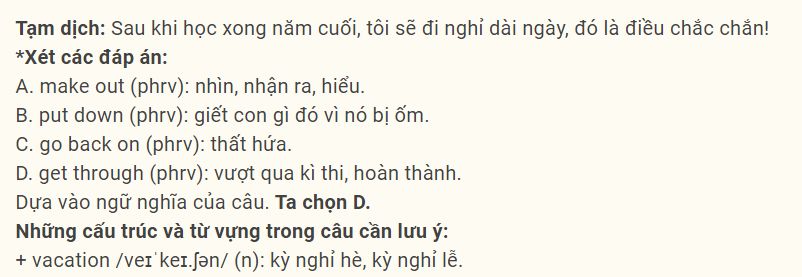 Tạm dịch: Sau khi học xong năm cuối, tôi sẽ đi nghỉ dài ngày, đó là điều chắc chắn!
*Xét các đáp án:
A. make out (phrv): nhìn, nhận ra, hiểu.
B. put down (phrv): giết con gì đó vì nó bị ốm.
C. go back on (phrv): thất hứa.
D. get through (phrv): vượt qua kì thi, hoàn thành.
Dựa vào ngữ nghĩa của câu. Ta chọn D.
Những cấu trúc và từ vựng trong câu cần lưu ý:
+ vacation /veɪˈkeɪ.ʃən/ (n): kỳ nghỉ hè, kỳ nghỉ lễ.